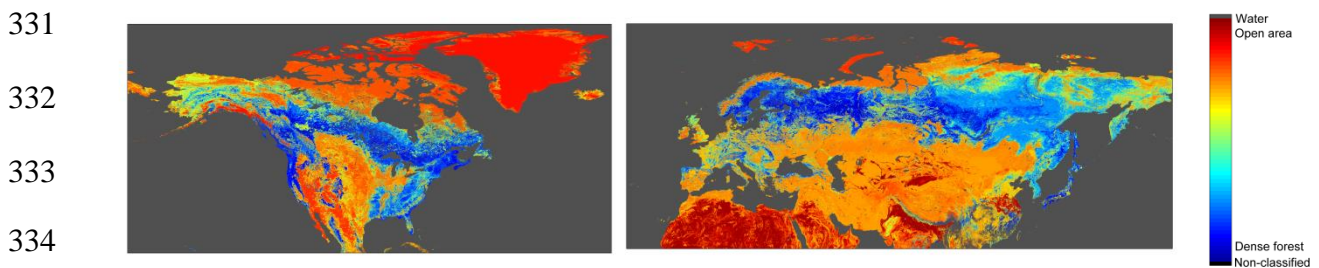 331
Water
Open area
332
333
334
Dense forest
Non-classified